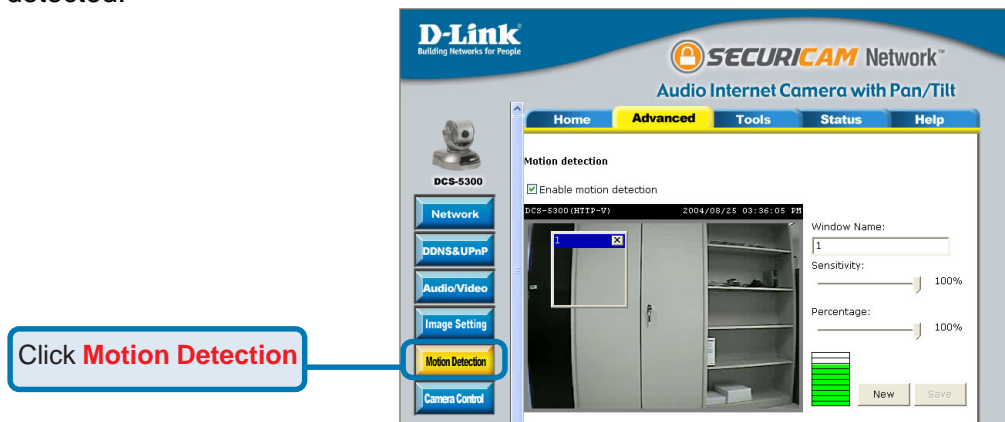 detected.
D-Link
Building Networks for People
SECURICAM Network™
Audio Internet Camera with Pan/Tilt
Home Advanced Tools Status Help
DCS-5300
Motion detection
Enable motion detection
DCS-5300(HTTP-V) 2004/08/25 03:36:05 PM
1
Window Name:
1
Sensitivity:
100%
Percentage:
100%
New Save
Network
DDNS&UPnP
Audio/Video
Image Setting
Motion Detection
Camera Control
Click Motion Detection